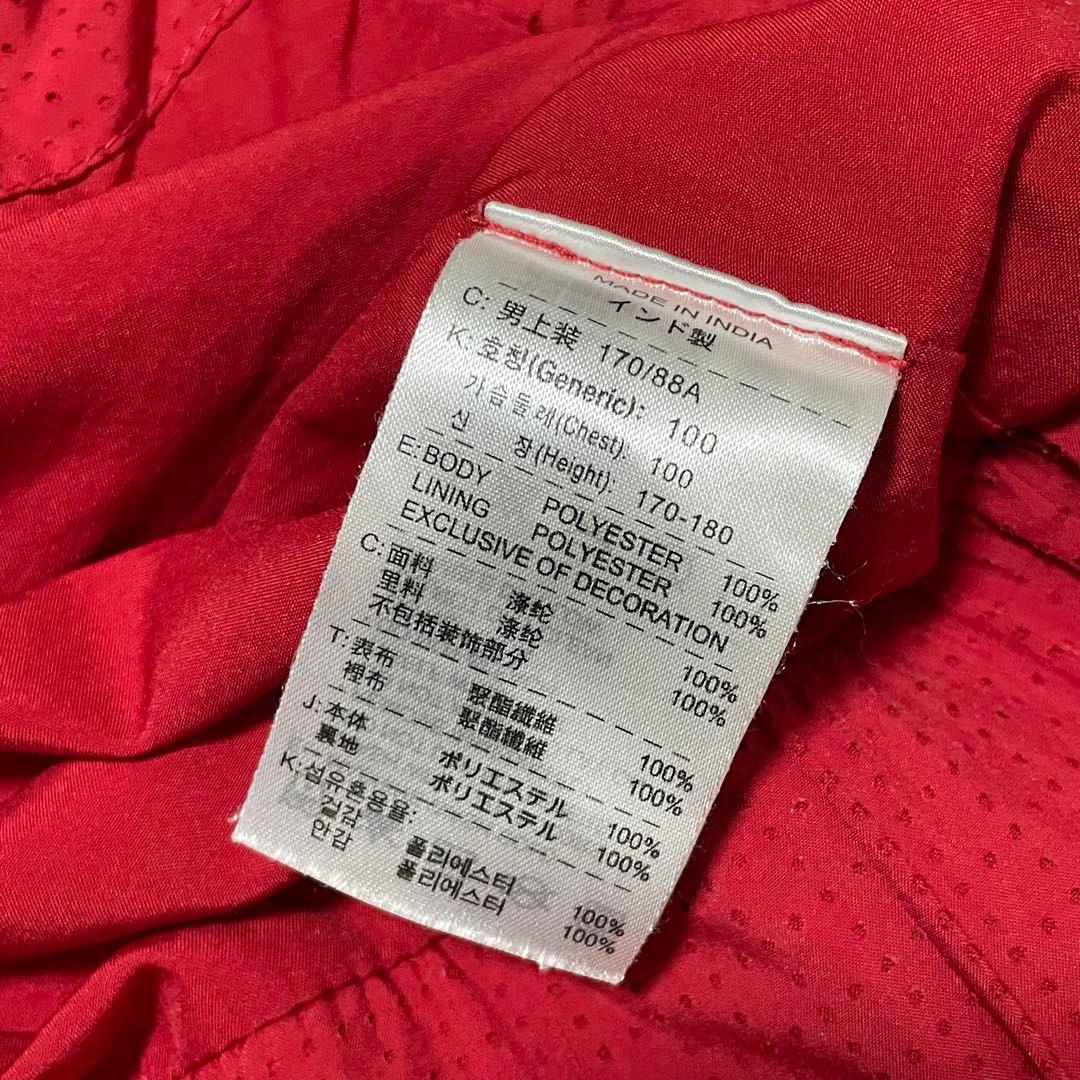 MADE IN INDIA
インド製
C: 男上装 170/88A
K: 호칭(Generic): 100
가슴둘레(Chest): 100
신 장(Height): 170-180
E: BODY POLYESTER 100%
LINING POLYESTER 100%
EXCLUSIVE OF DECORATION
C: 面料 涤纶 100%
里料 涤纶 100%
不包括装饰部分
T: 表布 聚酯纖維 100%
裡布 聚酯纖維 100%
J: 本体 ポリエステル 100%
裏地 ポリエステル 100%
K: 섬유혼용율:
겉감 폴리에스터 100%
안감 폴리에스터 100%